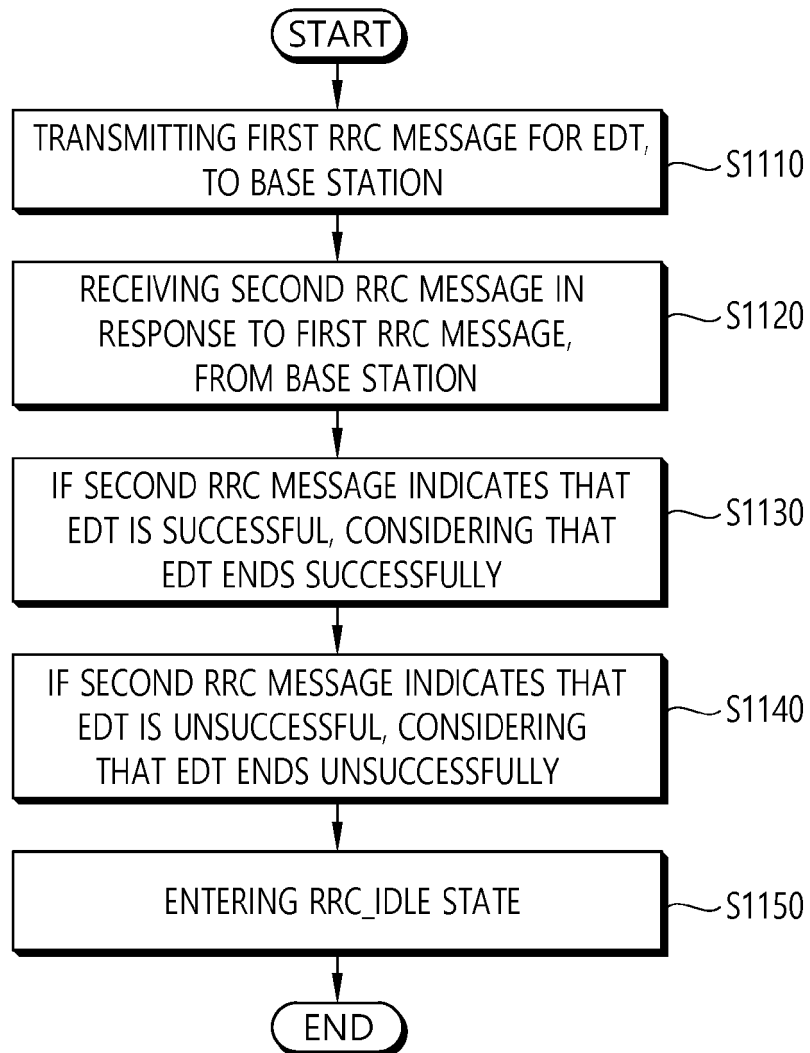 START
TRANSMITTING FIRST RRC MESSAGE FOR EDT,
TO BASE STATION
S1110
RECEIVING SECOND RRC MESSAGE IN
RESPONSE TO FIRST RRC MESSAGE,
FROM BASE STATION
S1120
IF SECOND RRC MESSAGE INDICATES THAT
EDT IS SUCCESSFUL, CONSIDERING THAT
EDT ENDS SUCCESSFULLY
S1130
IF SECOND RRC MESSAGE INDICATES THAT
EDT IS UNSUCCESSFUL, CONSIDERING
THAT EDT ENDS UNSUCCESSFULLY
S1140
ENTERING RRC_IDLE STATE
S1150
END